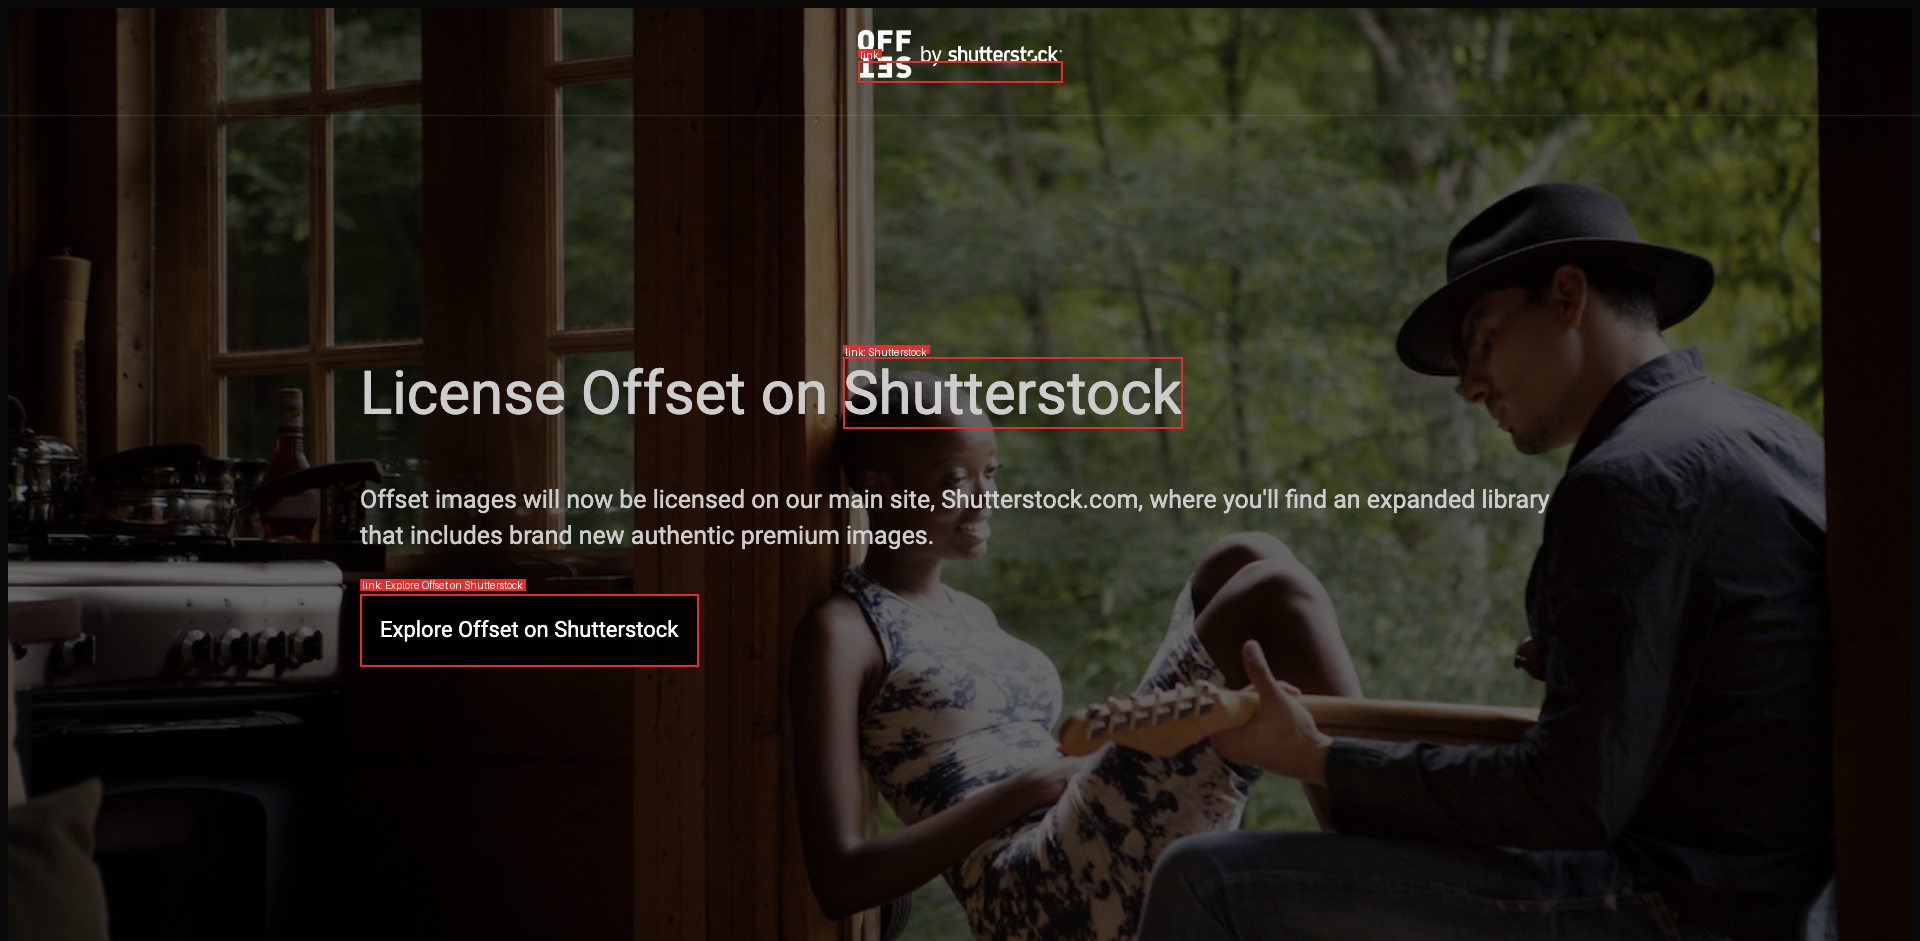 OFF
SET by shutterstock
link
License Offset on Shutterstock
link: Shutterstock
Offset images will now be licensed on our main site, Shutterstock.com, where you'll find an expanded library
that includes brand new authentic premium images.
link: Explore Offset on Shutterstock
Explore Offset on Shutterstock